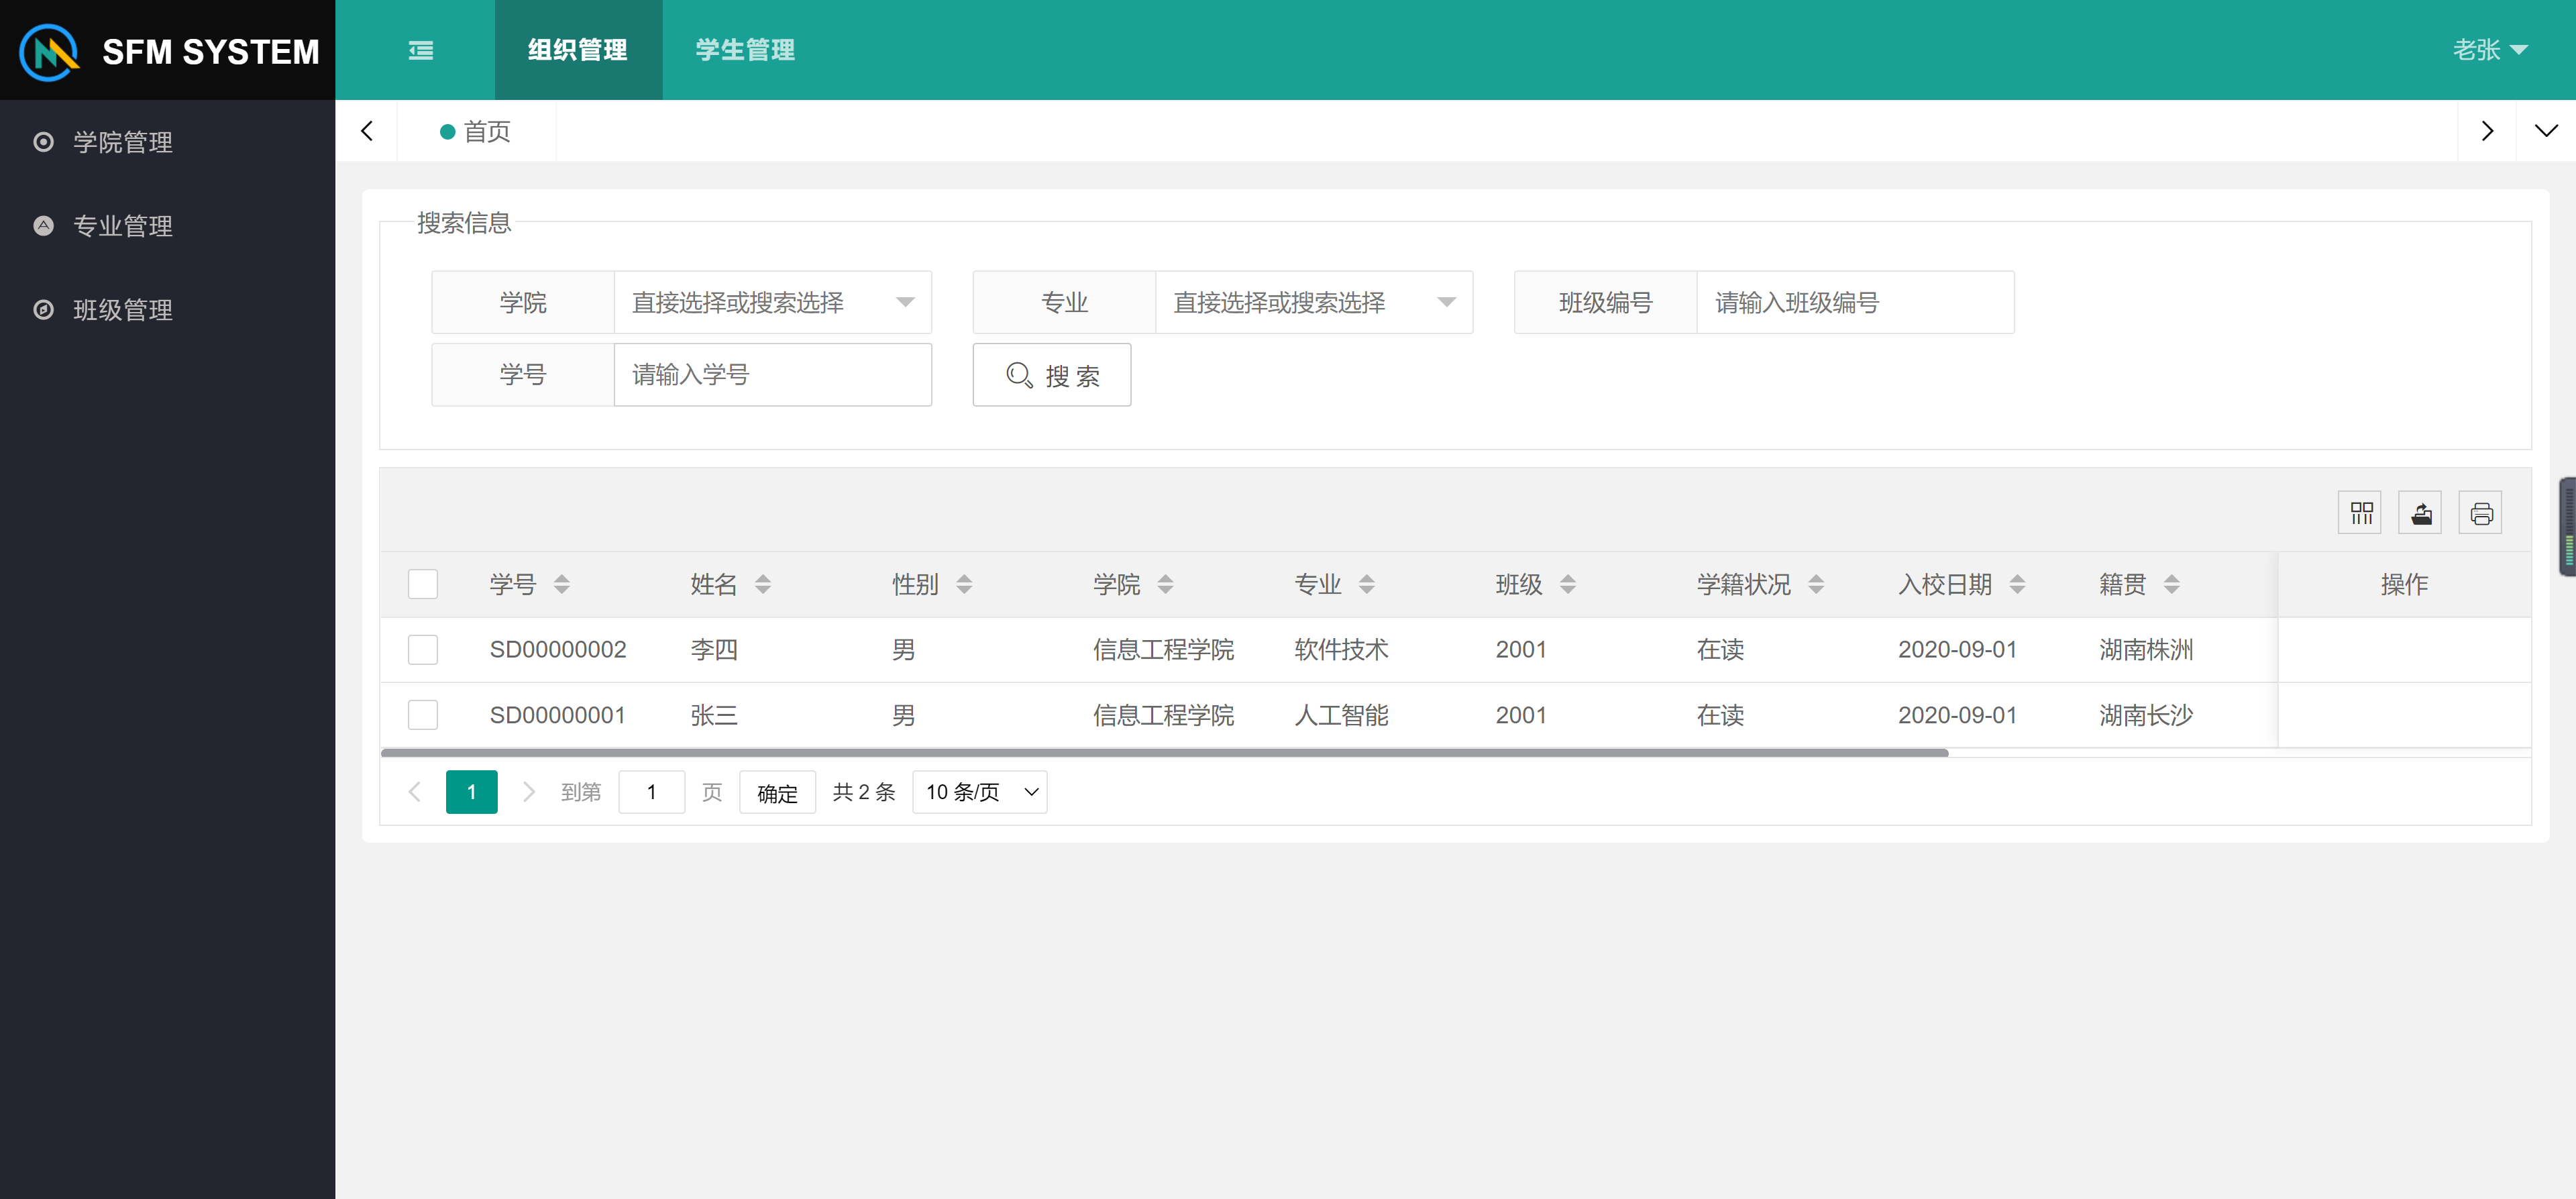 SFM SYSTEM
组织管理
学生管理
老张
学院管理
专业管理
班级管理
首页
搜索信息
学院 直接选择或搜索选择
专业 直接选择或搜索选择
班级编号 请输入班级编号
学号 请输入学号
搜 索
学号 姓名 性别 学院 专业 班级 学籍状况 入校日期 籍贯 操作
SD00000002 李四 男 信息工程学院 软件技术 2001 在读 2020-09-01 湖南株洲
SD00000001 张三 男 信息工程学院 人工智能 2001 在读 2020-09-01 湖南长沙
1 到第 1 页 确定 共 2 条 10 条/页